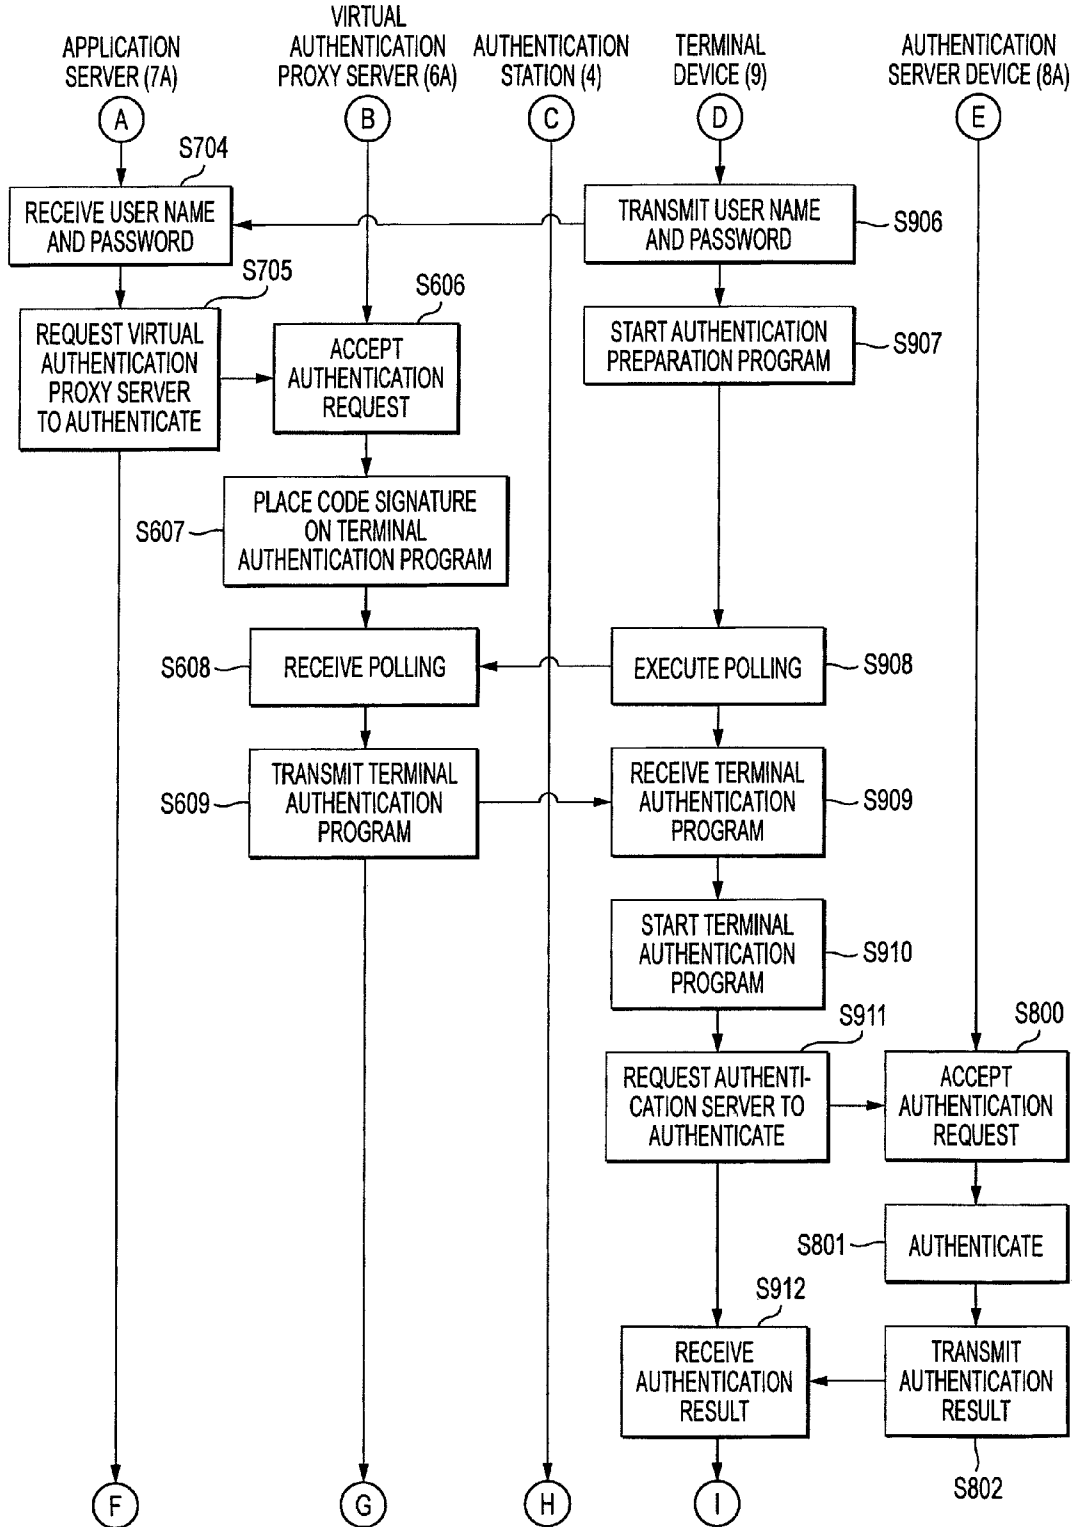 APPLICATION
SERVER (7A)
VIRTUAL
AUTHENTICATION
PROXY SERVER (6A)
AUTHENTICATION
STATION (4)
TERMINAL
DEVICE (9)
AUTHENTICATION
SERVER DEVICE (8A)
A
B
C
D
E
S704
RECEIVE USER NAME
AND PASSWORD
TRANSMIT USER NAME
AND PASSWORD
S906
S705
REQUEST VIRTUAL
AUTHENTICATION
PROXY SERVER
TO AUTHENTICATE
S606
ACCEPT
AUTHENTICATION
REQUEST
START AUTHENTICATION
PREPARATION PROGRAM
S907
S607
PLACE CODE SIGNATURE
ON TERMINAL
AUTHENTICATION PROGRAM
S608
RECEIVE POLLING
EXECUTE POLLING
S908
S609
TRANSMIT TERMINAL
AUTHENTICATION
PROGRAM
RECEIVE TERMINAL
AUTHENTICATION
PROGRAM
S909
START TERMINAL
AUTHENTICATION
PROGRAM
S910
S911
REQUEST AUTHENTI-
CATION SERVER TO
AUTHENTICATE
S800
ACCEPT
AUTHENTICATION
REQUEST
S801
AUTHENTICATE
S912
RECEIVE
AUTHENTICATION
RESULT
TRANSMIT
AUTHENTICATION
RESULT
S802
F
G
H
I